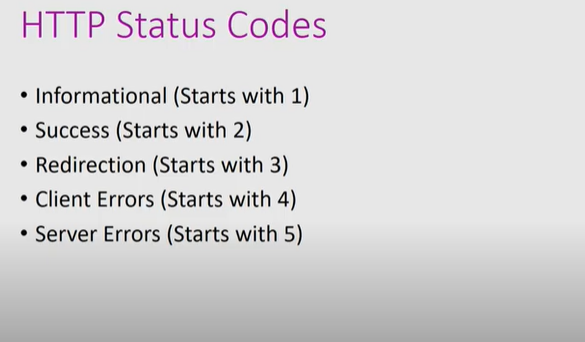 HTTP Status Codes
• Informational (Starts with 1)
• Success (Starts with 2)
• Redirection (Starts with 3)
• Client Errors (Starts with 4)
• Server Errors (Starts with 5)